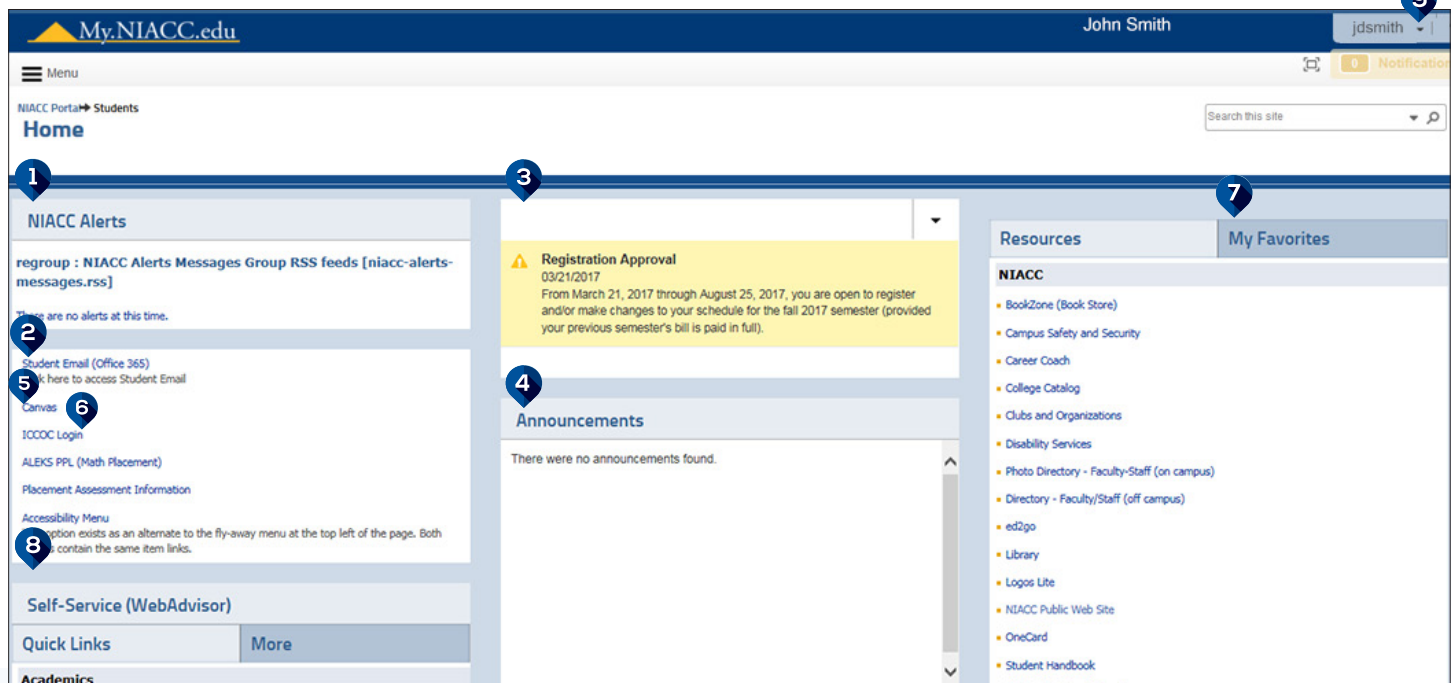 My.NIACC.edu
John Smith
jdsmith
Menu
0 Notification
NIACC Portal Students
Home
Search this site
1
3
7
NIACC Alerts
regroup : NIACC Alerts Messages Group RSS feeds [niacc-alerts-
messages.rss]
There are no alerts at this time.
2
Student Email (Office 365)
here to access Student Email
5
Canvas
6
ICCOC Login
ALEKS PPL (Math Placement)
Placement Assessment Information
Accessibility Menu
option exists as an alternate to the fly-away menu at the top left of the page. Both
contain the same item links.
8
Self-Service (WebAdvisor)
Quick Links
More
Academics
Registration Approval
03/21/2017
From March 21, 2017 through August 25, 2017, you are open to register
and/or make changes to your schedule for the fall 2017 semester (provided
your previous semester's bill is paid in full).
4
Announcements
There were no announcements found.
Resources
My Favorites
NIACC
BookZone (Book Store)
Campus Safety and Security
Career Coach
College Catalog
Clubs and Organizations
Disability Services
Photo Directory - Faculty-Staff (on campus)
Directory - Faculty/Staff (off campus)
ed2go
Library
Logos Lite
NIACC Public Web Site
OneCard
Student Handbook